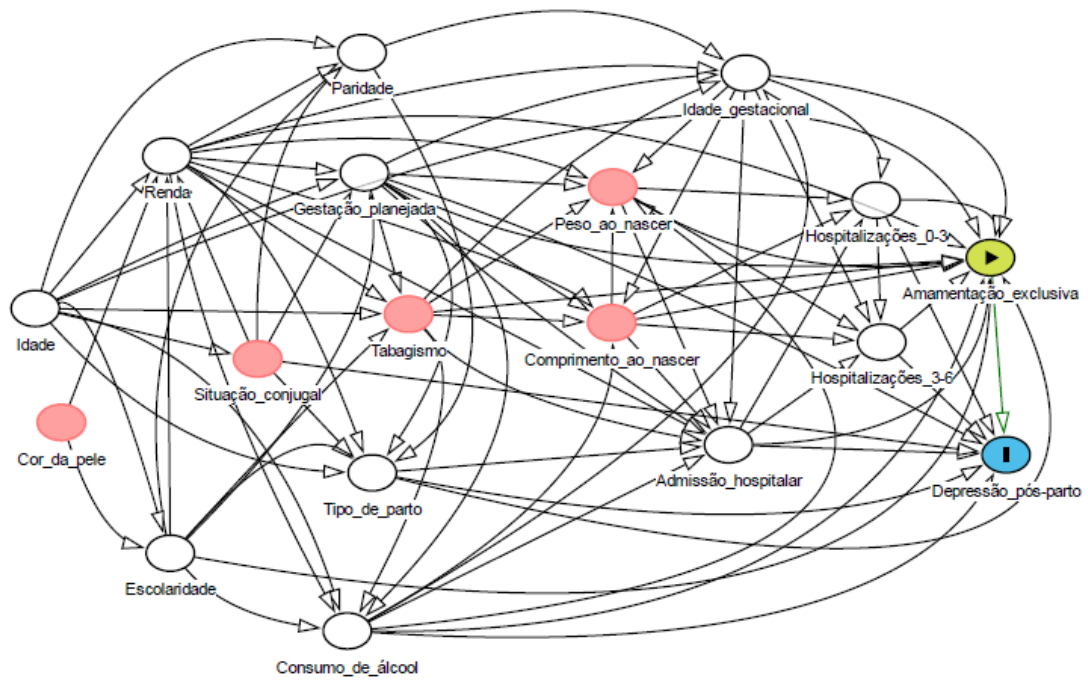 Paridade
Idade_gestacional
Renda
Gestação_planejada
Peso_ao_nascer
Hospitalizações_0-3
Amamentação_exclusiva
Idade
Tabagismo
Comprimento_ao_nascer
Situação_conjugal
Hospitalizações_3-6
Cor_da_pele
Admissão_hospitalar
Depressão_pós-parto
Tipo_de_parto
Escolaridade
Consumo_de_álcool